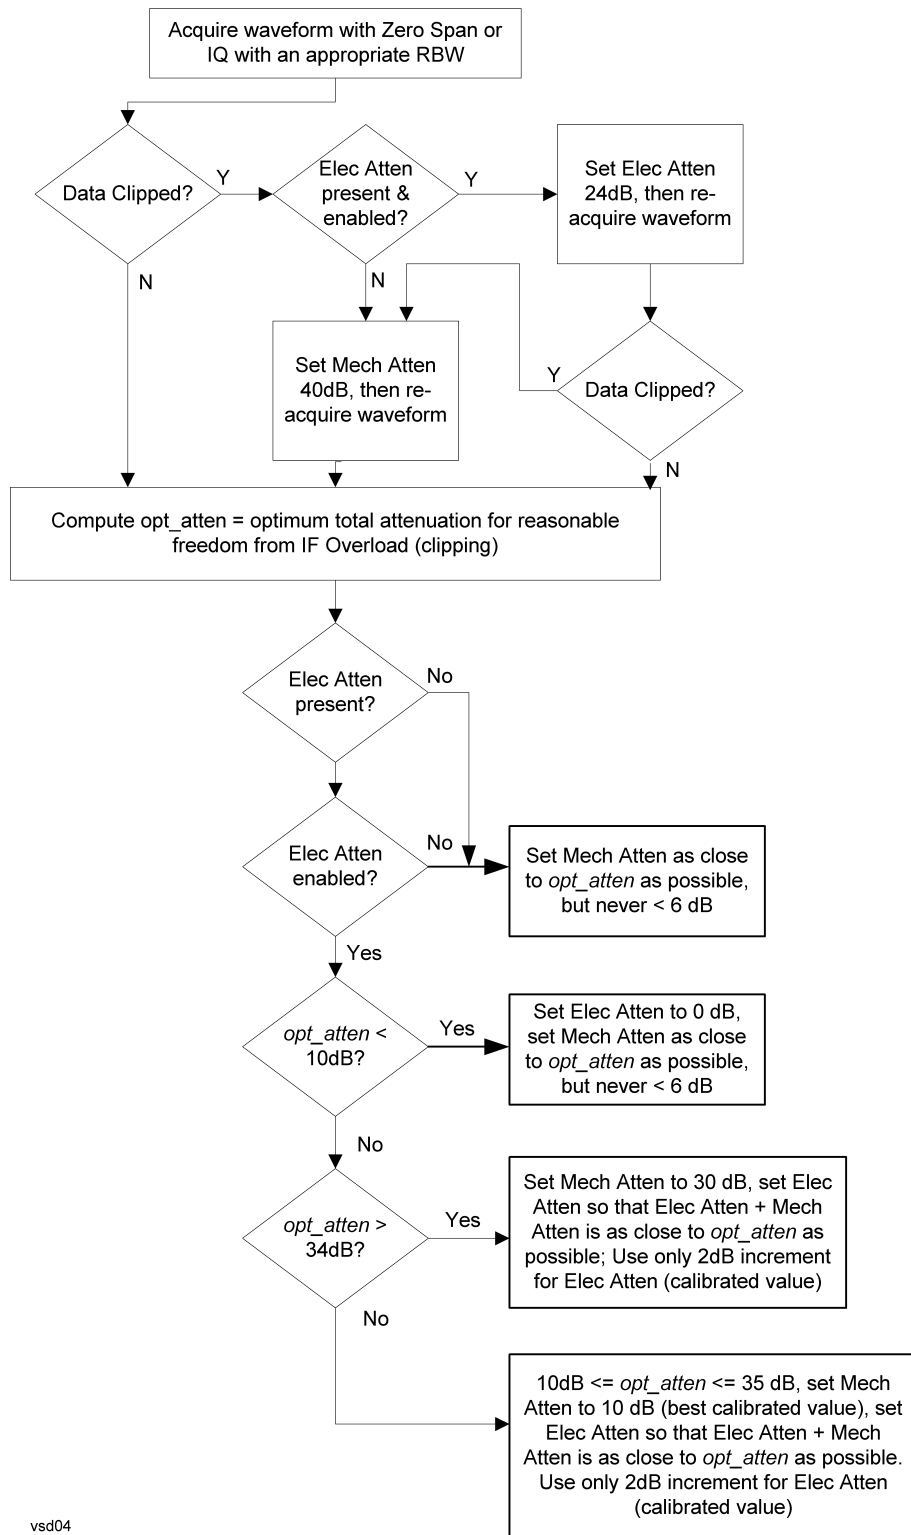 Acquire waveform with Zero Span or
IQ with an appropriate RBW
Data Clipped?
Y
N
Elec Atten
present &
enabled?
Y
N
Set Elec Atten
24dB, then re-
acquire waveform
Set Mech Atten
40dB, then re-
acquire waveform
Y
Data Clipped?
N
Compute opt_atten = optimum total attenuation for reasonable
freedom from IF Overload (clipping)
Elec Atten
present?
No
Elec Atten
enabled?
No
Yes
Set Mech Atten as close
to opt_atten as possible,
but never < 6 dB
opt_atten <
10dB?
Yes
No
Set Elec Atten to 0 dB,
set Mech Atten as close
to opt_atten as possible,
but never < 6 dB
opt_atten >
34dB?
Yes
No
Set Mech Atten to 30 dB, set Elec
Atten so that Elec Atten + Mech
Atten is as close to opt_atten as
possible; Use only 2dB increment
for Elec Atten (calibrated value)
10dB <= opt_atten <= 35 dB, set Mech
Atten to 10 dB (best calibrated value), set
Elec Atten so that Elec Atten + Mech
Atten is as close to opt_atten as possible.
Use only 2dB increment for Elec Atten
(calibrated value)
vsd04